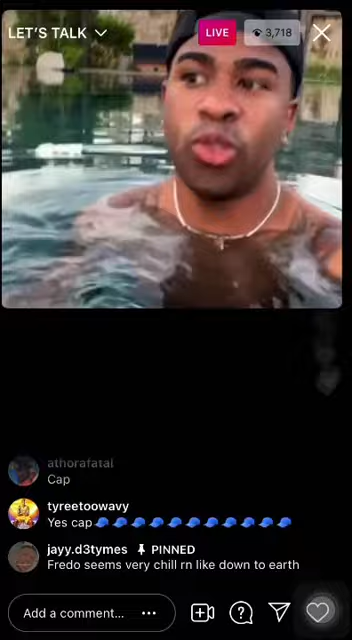 LET'S TALK
LIVE
3,718
athorafatal
Cap
tyreetoowavy
Yes cap🧢🧢🧢🧢🧢🧢🧢🧢🧢🧢🧢
jayy.d3tymes PINNED
Fredo seems very chill rn like down to earth
Add a comment...